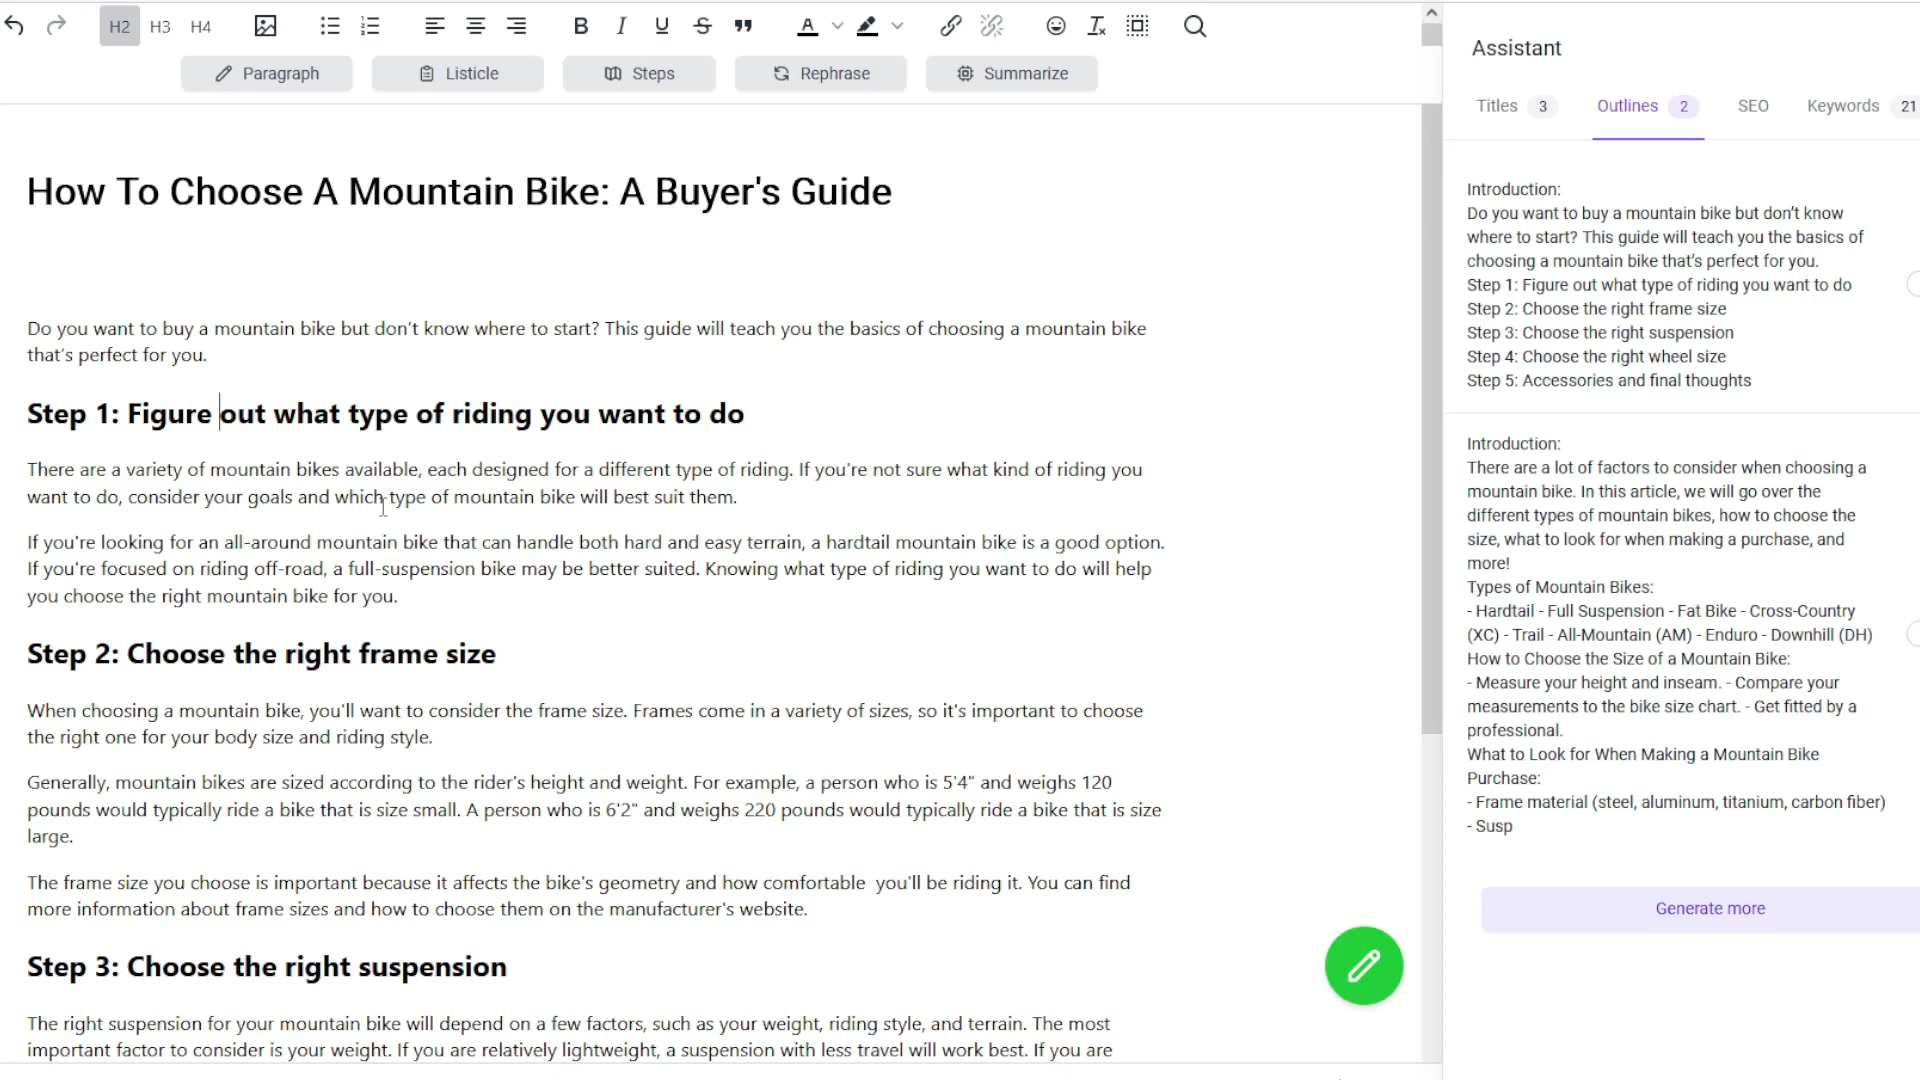 H2 H3 H4 B I U S A
Paragraph Listicle Steps Rephrase Summarize
How To Choose A Mountain Bike: A Buyer's Guide
Do you want to buy a mountain bike but don't know where to start? This guide will teach you the basics of choosing a mountain bike
that's perfect for you.
Step 1: Figure out what type of riding you want to do
There are a variety of mountain bikes available, each designed for a different type of riding. If you're not sure what kind of riding you
want to do, consider your goals and which type of mountain bike will best suit them.
If you're looking for an all-around mountain bike that can handle both hard and easy terrain, a hardtail mountain bike is a good option.
If you're focused on riding off-road, a full-suspension bike may be better suited. Knowing what type of riding you want to do will help
you choose the right mountain bike for you.
Step 2: Choose the right frame size
When choosing a mountain bike, you'll want to consider the frame size. Frames come in a variety of sizes, so it's important to choose
the right one for your body size and riding style.
Generally, mountain bikes are sized according to the rider's height and weight. For example, a person who is 5'4" and weighs 120
pounds would typically ride a bike that is size small. A person who is 6'2" and weighs 220 pounds would typically ride a bike that is size
large.
The frame size you choose is important because it affects the bike's geometry and how comfortable  you'll be riding it. You can find
more information about frame sizes and how to choose them on the manufacturer's website.
Step 3: Choose the right suspension
The right suspension for your mountain bike will depend on a few factors, such as your weight, riding style, and terrain. The most
important factor to consider is your weight. If you are relatively lightweight, a suspension with less travel will work best. If you are
Assistant
Titles 3 Outlines 2 SEO Keywords 21
Introduction:
Do you want to buy a mountain bike but don't know
where to start? This guide will teach you the basics of
choosing a mountain bike that's perfect for you.
Step 1: Figure out what type of riding you want to do
Step 2: Choose the right frame size
Step 3: Choose the right suspension
Step 4: Choose the right wheel size
Step 5: Accessories and final thoughts
Introduction:
There are a lot of factors to consider when choosing a
mountain bike. In this article, we will go over the
different types of mountain bikes, how to choose the
size, what to look for when making a purchase, and
more!
Types of Mountain Bikes:
- Hardtail - Full Suspension - Fat Bike - Cross-Country
(XC) - Trail - All-Mountain (AM) - Enduro - Downhill (DH)
How to Choose the Size of a Mountain Bike:
- Measure your height and inseam. - Compare your
measurements to the bike size chart. - Get fitted by a
professional.
What to Look for When Making a Mountain Bike
Purchase:
- Frame material (steel, aluminum, titanium, carbon fiber)
- Susp
Generate more